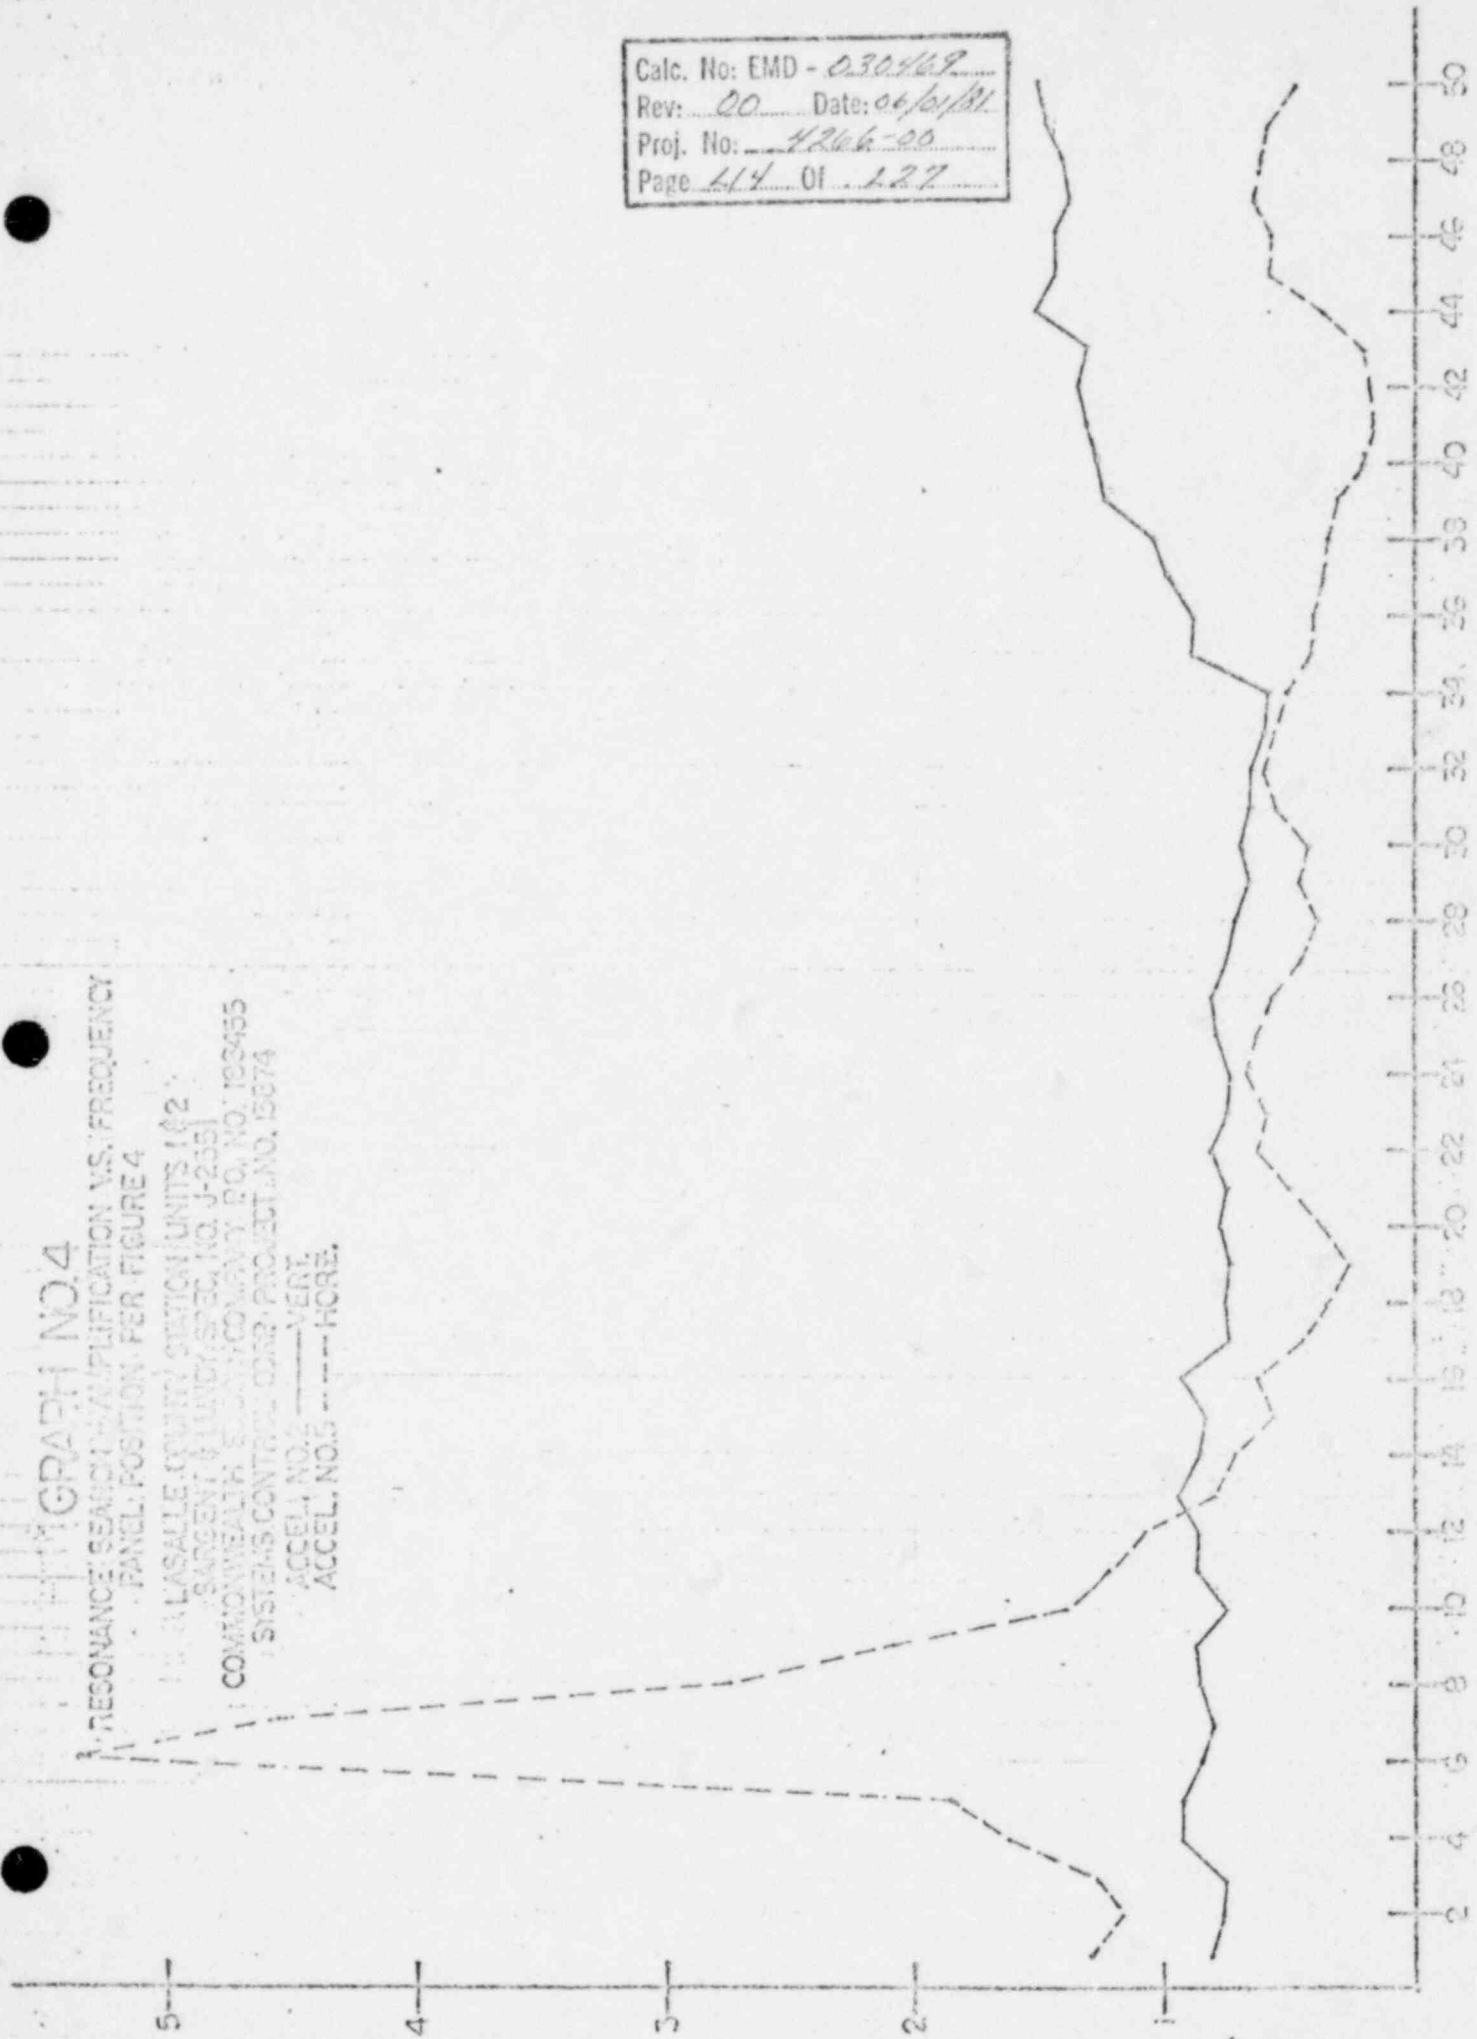 Calc. No: EMD - 030469
Rev: 00 Date: 06/01/81
Proj. No: 4266-00
Page L14 Of L27
GRAPH NO.4
RESONANCE SEARCH AMPLIFICATION V.S. FREQUENCY
PANEL POSITION PER FIGURE 4
LASALLE COUNTY STATION UNITS 1&2
SARGENT & LUNDY SPEC. NO. J-2551
COMMONWEALTH EDISON COMPANY P.O. NO. 183455
SYSTEMS CONTROL CORP. PROJECT NO. 15874
ACCEL. NO. 2 —— VERT.
ACCEL. NO. 5 ---- HORZ.
5
4
3
2
1
2 4 6 8 10 12 14 16 18 20 22 24 26 28 30 32 34 36 38 40 42 44 46 48 50